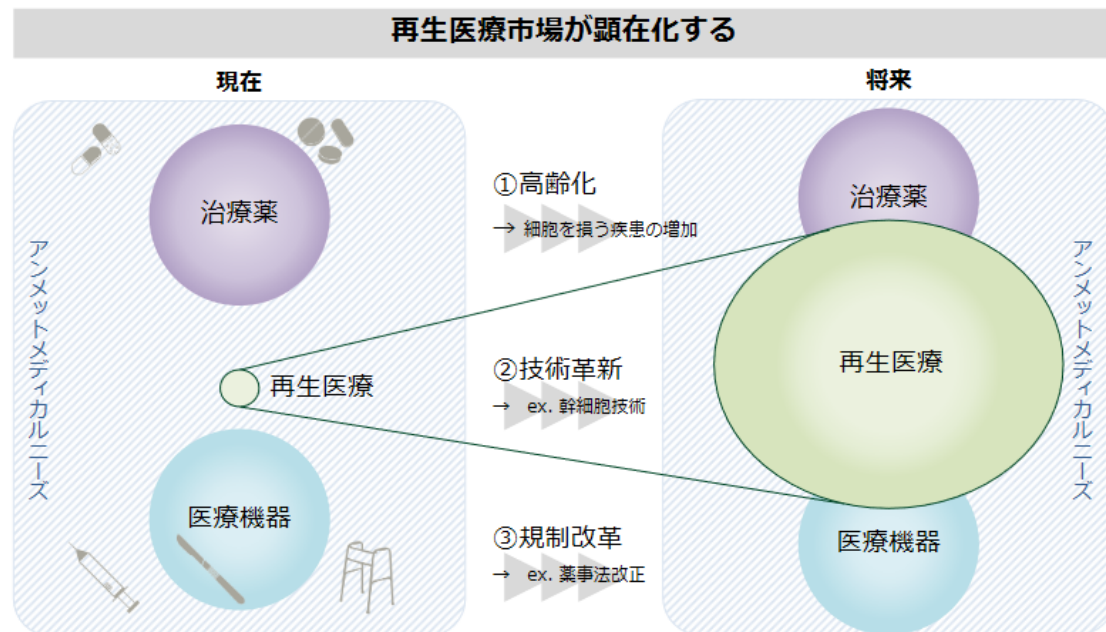 再生医療市場が顕在化する
現在
将来
アンメットメディカルニーズ
治療薬
再生医療
医療機器
①高齢化
→ 細胞を損う疾患の増加
②技術革新
→ ex. 幹細胞技術
③規制改革
→ ex. 薬事法改正
治療薬
再生医療
医療機器
アンメットメディカルニーズ